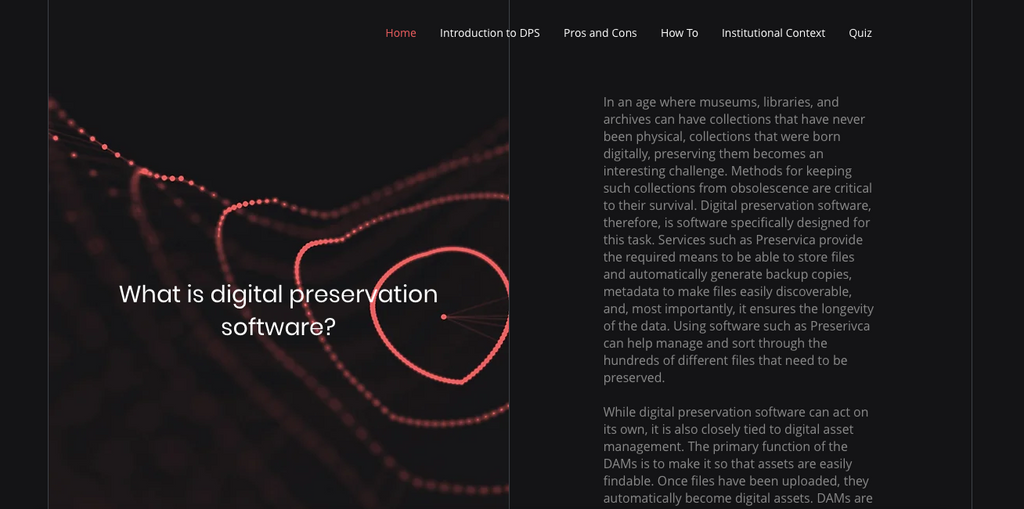 Home Introduction to DPS Pros and Cons How To Institutional Context Quiz
What is digital preservation
software?
In an age where museums, libraries, and
archives can have collections that have never
been physical, collections that were born
digitally, preserving them becomes an
interesting challenge. Methods for keeping
such collections from obsolescence are critical
to their survival. Digital preservation software,
therefore, is software specifically designed for
this task. Services such as Preservica provide
the required means to be able to store files
and automatically generate backup copies,
metadata to make files easily discoverable,
and, most importantly, it ensures the longevity
of the data. Using software such as Preserivca
can help manage and sort through the
hundreds of different files that need to be
preserved.
While digital preservation software can act on
its own, it is also closely tied to digital asset
management. The primary function of the
DAMs is to make it so that assets are easily
findable. Once files have been uploaded, they
automatically become digital assets. DAMs are